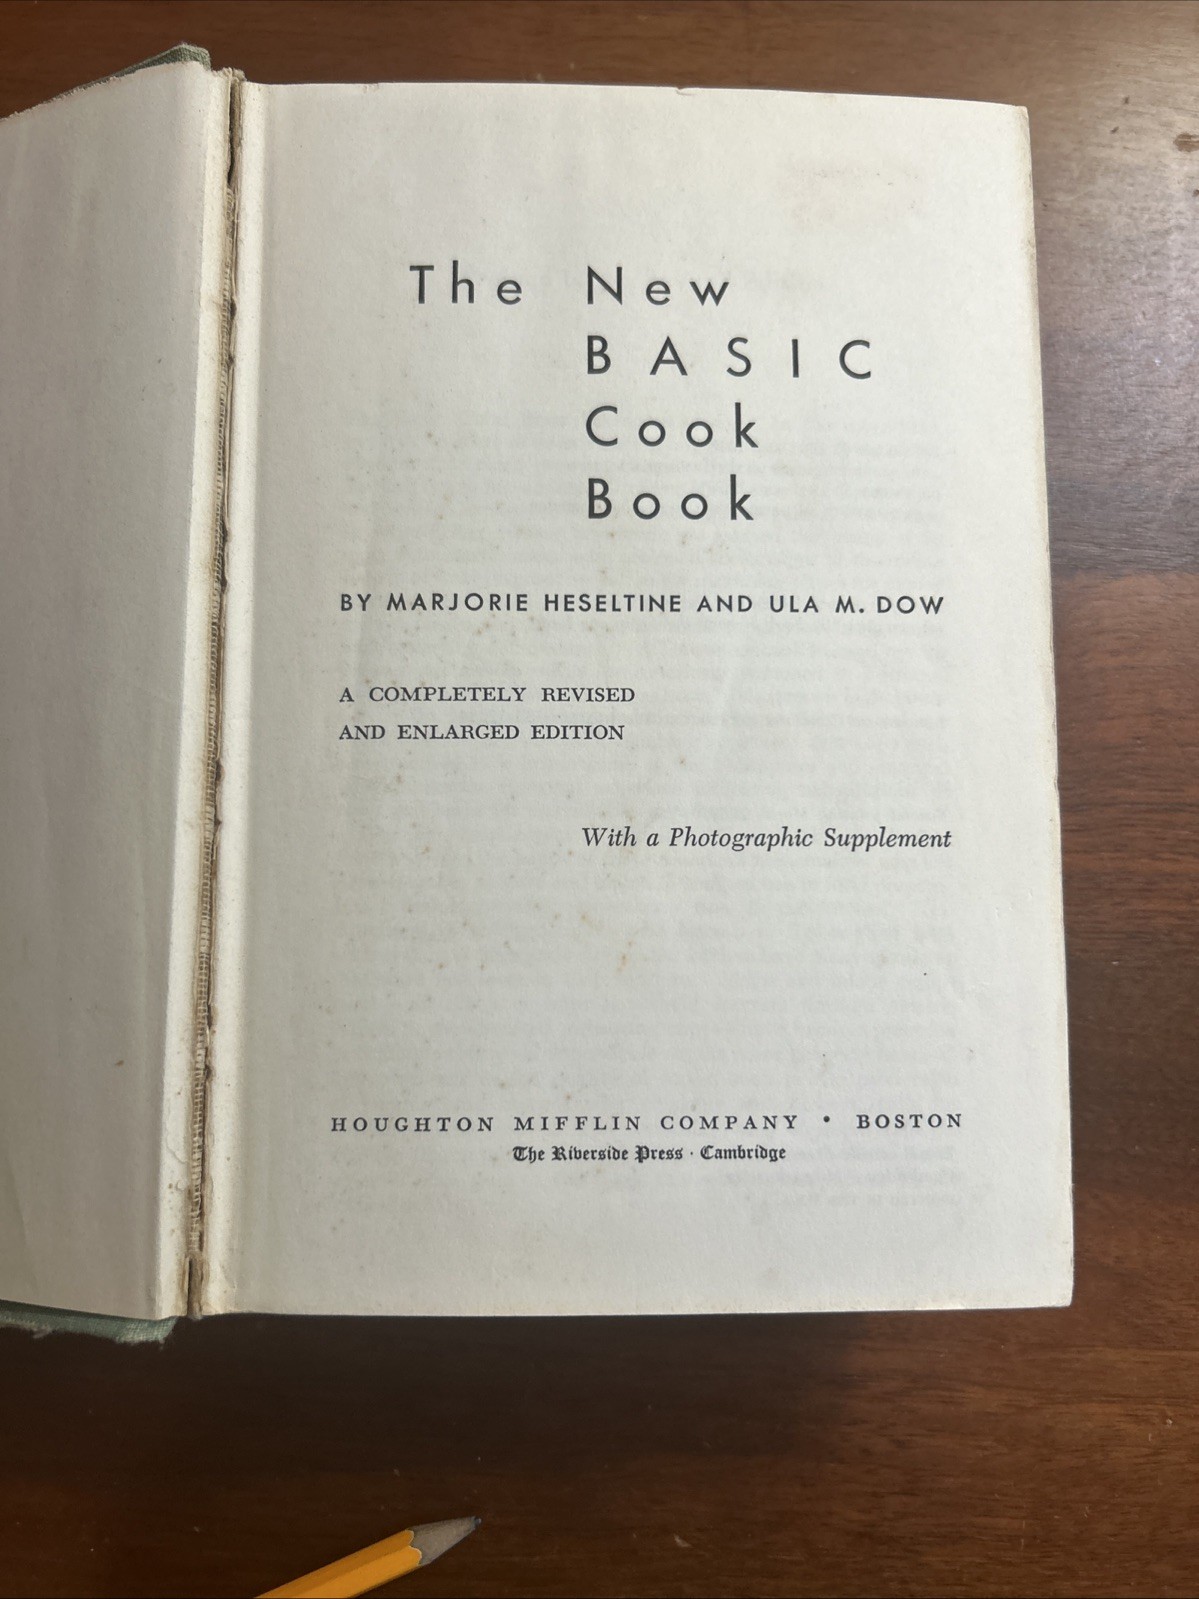 The New
BASIC
Cook
Book
BY MARJORIE HESELTINE AND ULA M. DOW
A COMPLETELY REVISED
AND ENLARGED EDITION
With a Photographic Supplement
HOUGHTON MIFFLIN COMPANY • BOSTON
The Riverside Press · Cambridge